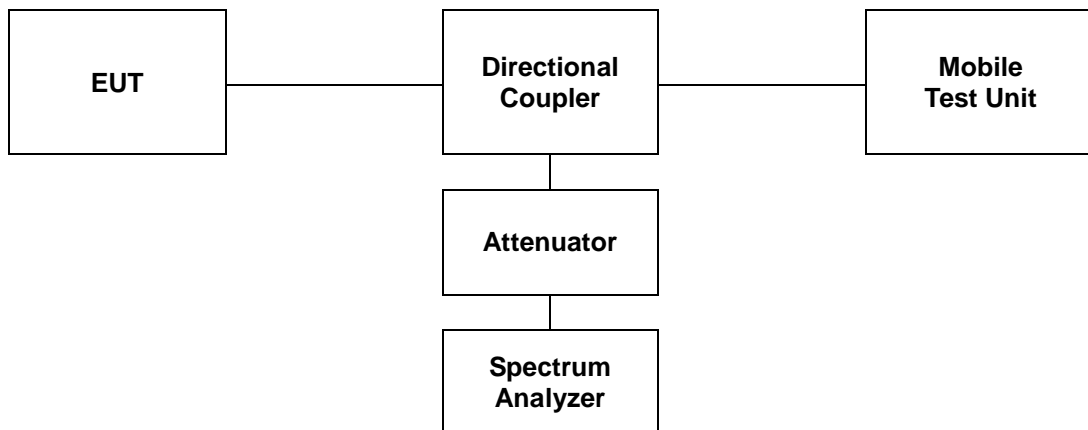 EUT
Directional
Coupler
Mobile
Test Unit
Attenuator
Spectrum
Analyzer